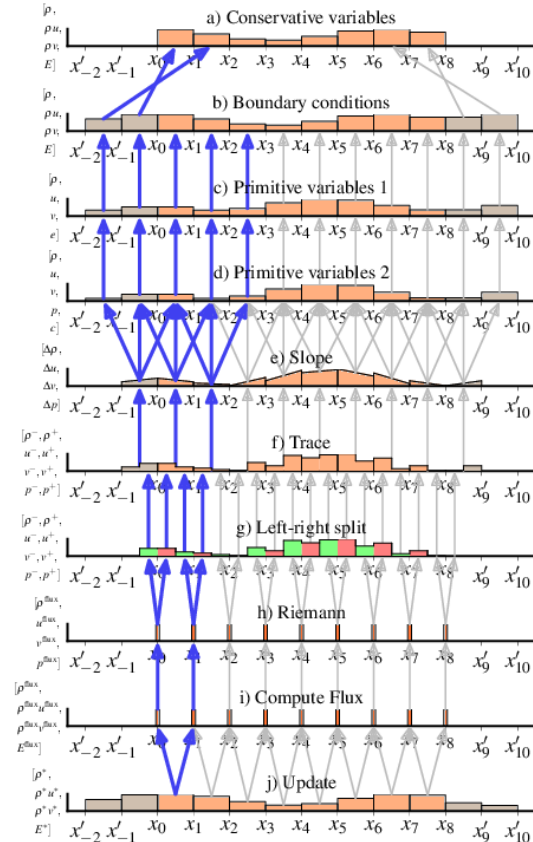 [ρ,
a) Conservative variables
ρu,
ρv,
E]
x′₋₂ x′₋₁ x₀ x₁ x₂ x₃ x₄ x₅ x₆ x₇ x₈ x′₉ x′₁₀
[ρ,
b) Boundary conditions
ρu,
ρv,
E]
x′₋₂ x′₋₁ x₀ x₁ x₂ x₃ x₄ x₅ x₆ x₇ x₈ x′₉ x′₁₀
[ρ,
c) Primitive variables 1
u,
v,
e]
x′₋₂ x′₋₁ x₀ x₁ x₂ x₃ x₄ x₅ x₆ x₇ x₈ x′₉ x′₁₀
[ρ,
d) Primitive variables 2
u,
v,
p,
c]
x′₋₂ x′₋₁ x₀ x₁ x₂ x₃ x₄ x₅ x₆ x₇ x₈ x′₉ x′₁₀
[Δρ,
e) Slope
Δu,
Δv,
Δp]
x′₋₂ x′₋₁ x₀ x₁ x₂ x₃ x₄ x₅ x₆ x₇ x₈ x′₉ x′₁₀
[ρ⁻, ρ⁺,
f) Trace
u⁻, u⁺,
v⁻, v⁺,
p⁻, p⁺]
x′₋₂ x′₋₁ x₀ x₁ x₂ x₃ x₄ x₅ x₆ x₇ x₈ x′₉ x′₁₀
[ρ⁻, ρ⁺,
g) Left-right split
u⁻, u⁺,
v⁻, v⁺,
p⁻, p⁺]
x′₋₂ x′₋₁ x₀ x₁ x₂ x₃ x₄ x₅ x₆ x₇ x₈ x′₉ x′₁₀
[ρᶠˡᵘˣ,
h) Riemann
uᶠˡᵘˣ,
vᶠˡᵘˣ,
pᶠˡᵘˣ]
x′₋₂ x′₋₁ x₀ x₁ x₂ x₃ x₄ x₅ x₆ x₇ x₈ x′₉ x′₁₀
[ρᶠˡᵘˣ,
i) Compute Flux
ρᶠˡᵘˣuᶠˡᵘˣ,
ρᶠˡᵘˣvᶠˡᵘˣ,
Eᶠˡᵘˣ]
x′₋₂ x′₋₁ x₀ x₁ x₂ x₃ x₄ x₅ x₆ x₇ x₈ x′₉ x′₁₀
[ρ*,
j) Update
ρ*u*,
ρ*v*,
E*]
x′₋₂ x′₋₁ x₀ x₁ x₂ x₃ x₄ x₅ x₆ x₇ x₈ x′₉ x′₁₀